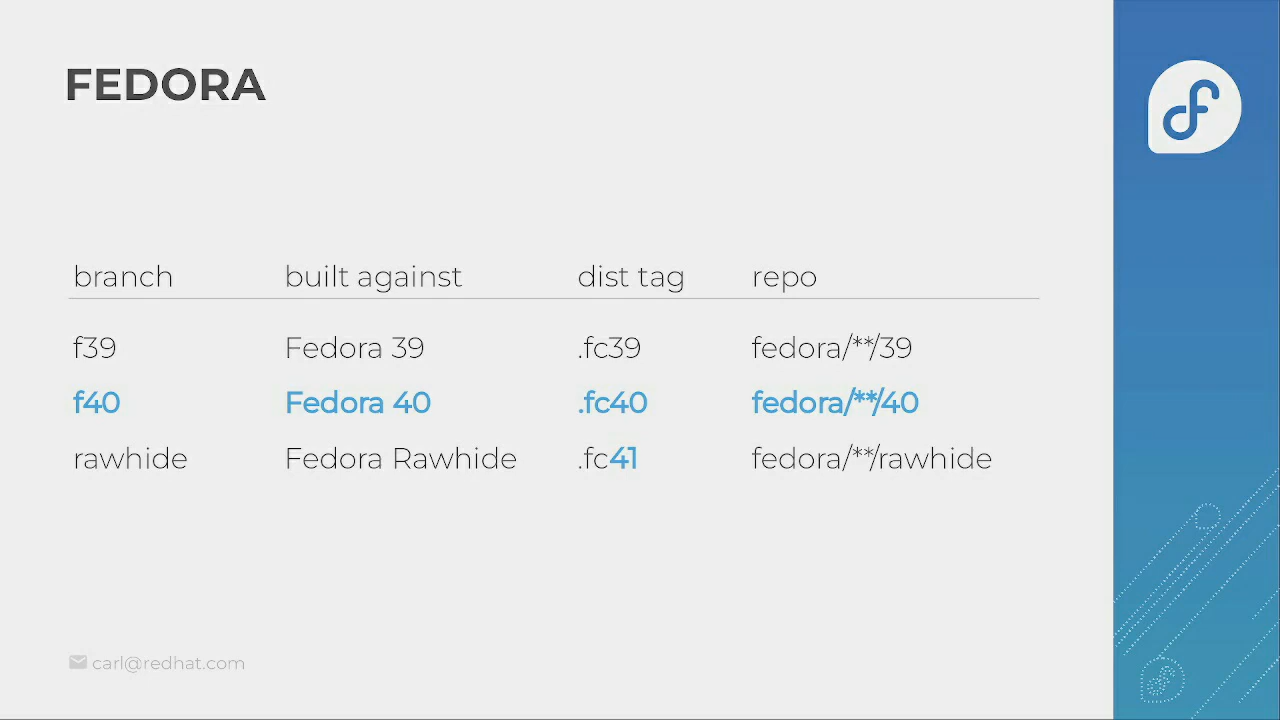 FEDORA
branch built against dist tag repo
f39 Fedora 39 .fc39 fedora/**/39
f40 Fedora 40 .fc40 fedora/**/40
rawhide Fedora Rawhide .fc41 fedora/**/rawhide
carl@redhat.com